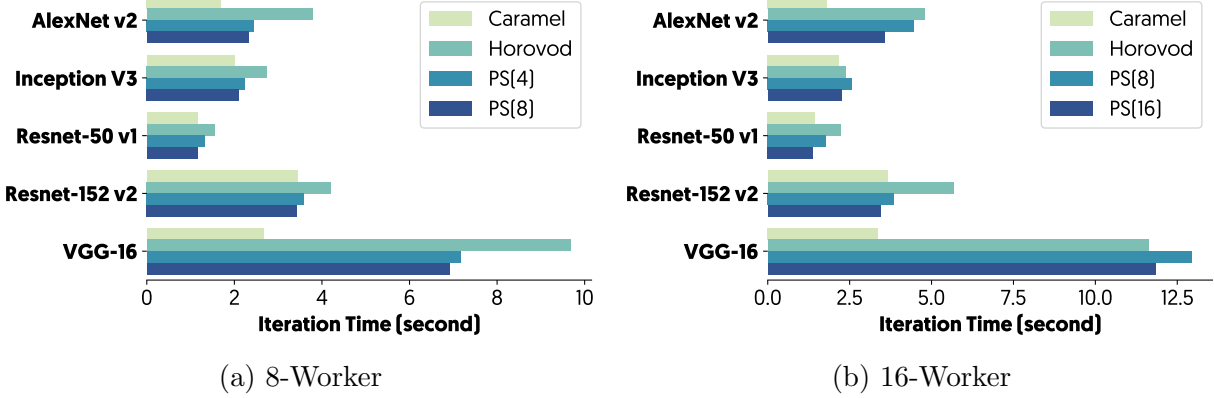 AlexNet v2
Inception V3
Resnet-50 v1
Resnet-152 v2
VGG-16
Caramel
Horovod
PS(4)
PS(8)
0 2 4 6 8 10
Iteration Time (second)
(a) 8-Worker
AlexNet v2
Inception V3
Resnet-50 v1
Resnet-152 v2
VGG-16
Caramel
Horovod
PS(8)
PS(16)
0.0 2.5 5.0 7.5 10.0 12.5
Iteration Time (second)
(b) 16-Worker